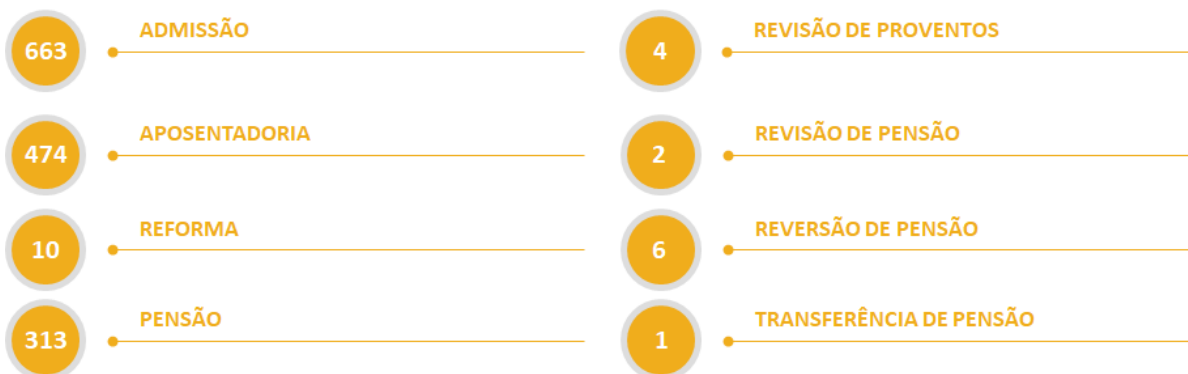 663 ADMISSÃO
474 APOSENTADORIA
10 REFORMA
313 PENSÃO
4 REVISÃO DE PROVENTOS
2 REVISÃO DE PENSÃO
6 REVERSÃO DE PENSÃO
1 TRANSFERÊNCIA DE PENSÃO